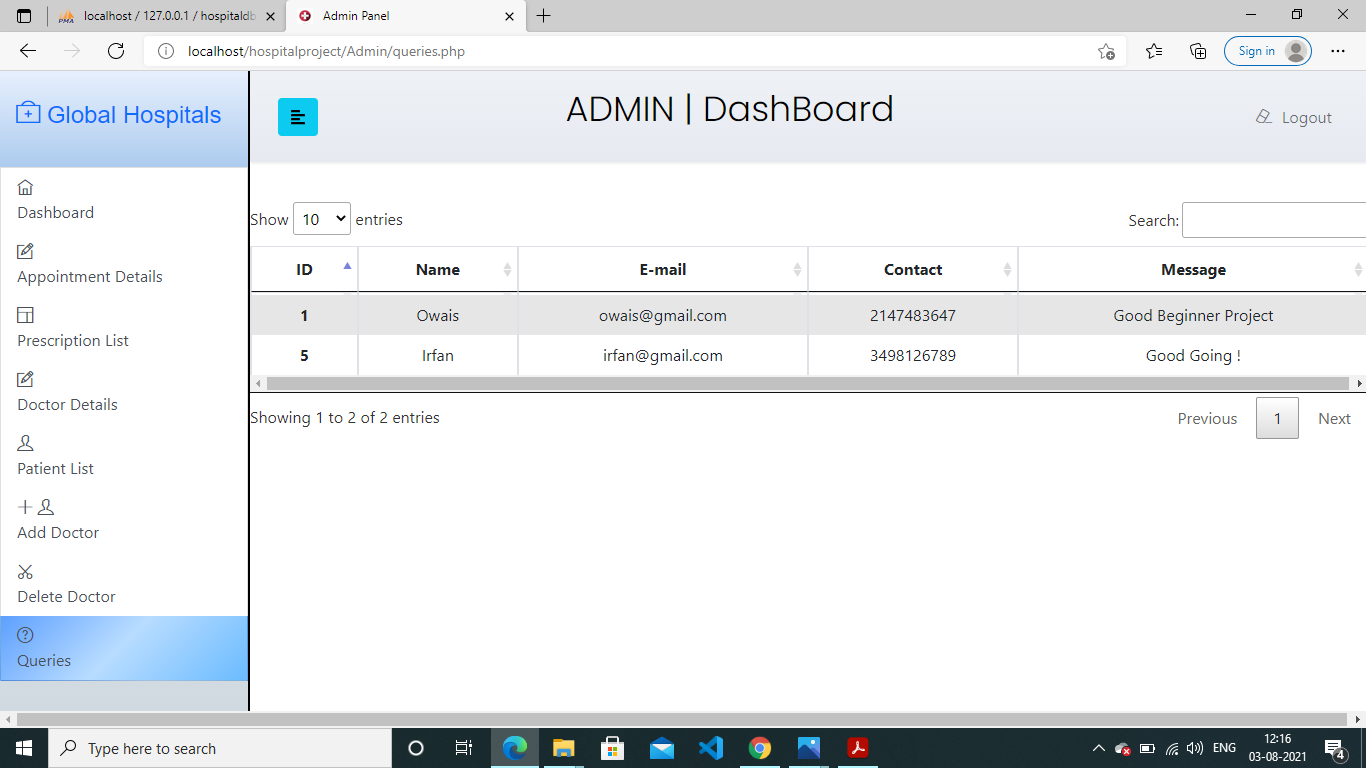 localhost / 127.0.0.1 / hospitaldb
Admin Panel
localhost/hospitalproject/Admin/queries.php
Sign in
Global Hospitals
ADMIN | DashBoard
Logout
Dashboard
Appointment Details
Prescription List
Doctor Details
Patient List
Add Doctor
Delete Doctor
Queries
Show 10 entries
Search:
ID Name E-mail Contact Message
1 Owais owais@gmail.com 2147483647 Good Beginner Project
5 Irfan irfan@gmail.com 3498126789 Good Going !
Showing 1 to 2 of 2 entries
Previous 1 Next
Type here to search
ENG
12:16
03-08-2021
4
PMA